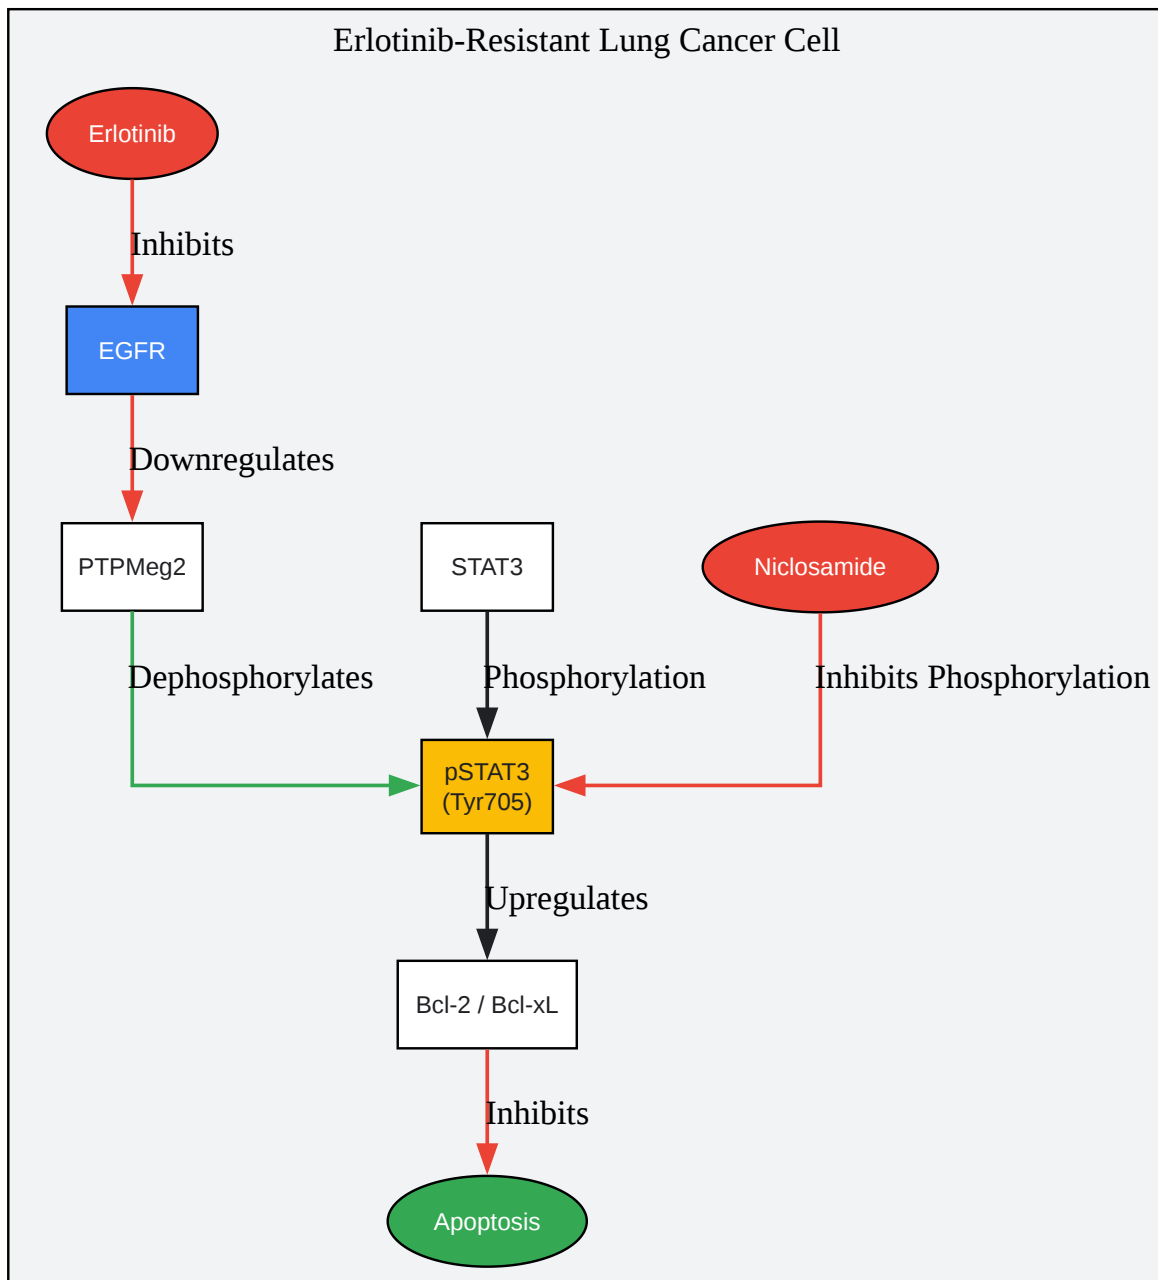 Erlotinib-Resistant Lung Cancer Cell
Erlotinib
Inhibits
EGFR
Downregulates
PTPMeg2
STAT3
Niclosamide
Dephosphorylates
Phosphorylation
Inhibits Phosphorylation
pSTAT3
(Tyr705)
Upregulates
Bcl-2 / Bcl-xL
Inhibits
Apoptosis